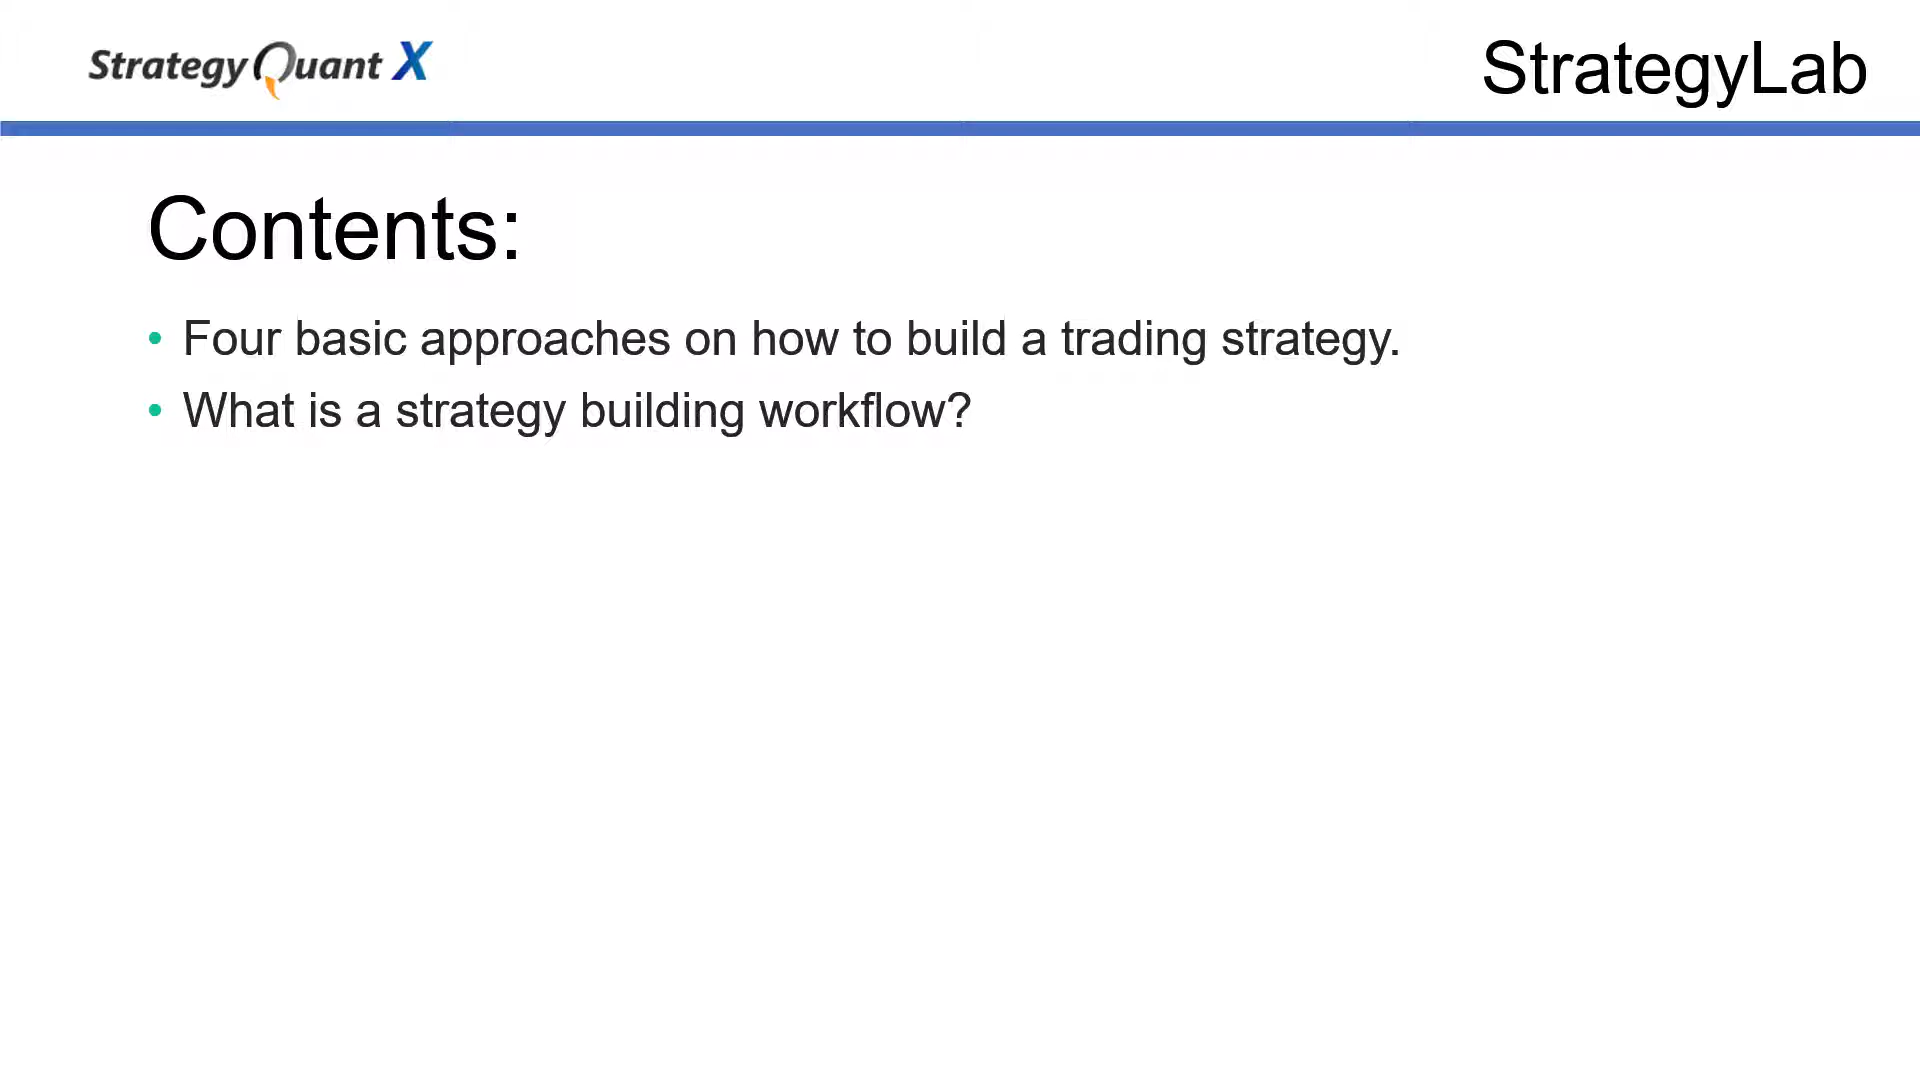 StrategyQuant X
StrategyLab
Contents:
• Four basic approaches on how to build a trading strategy.
• What is a strategy building workflow?